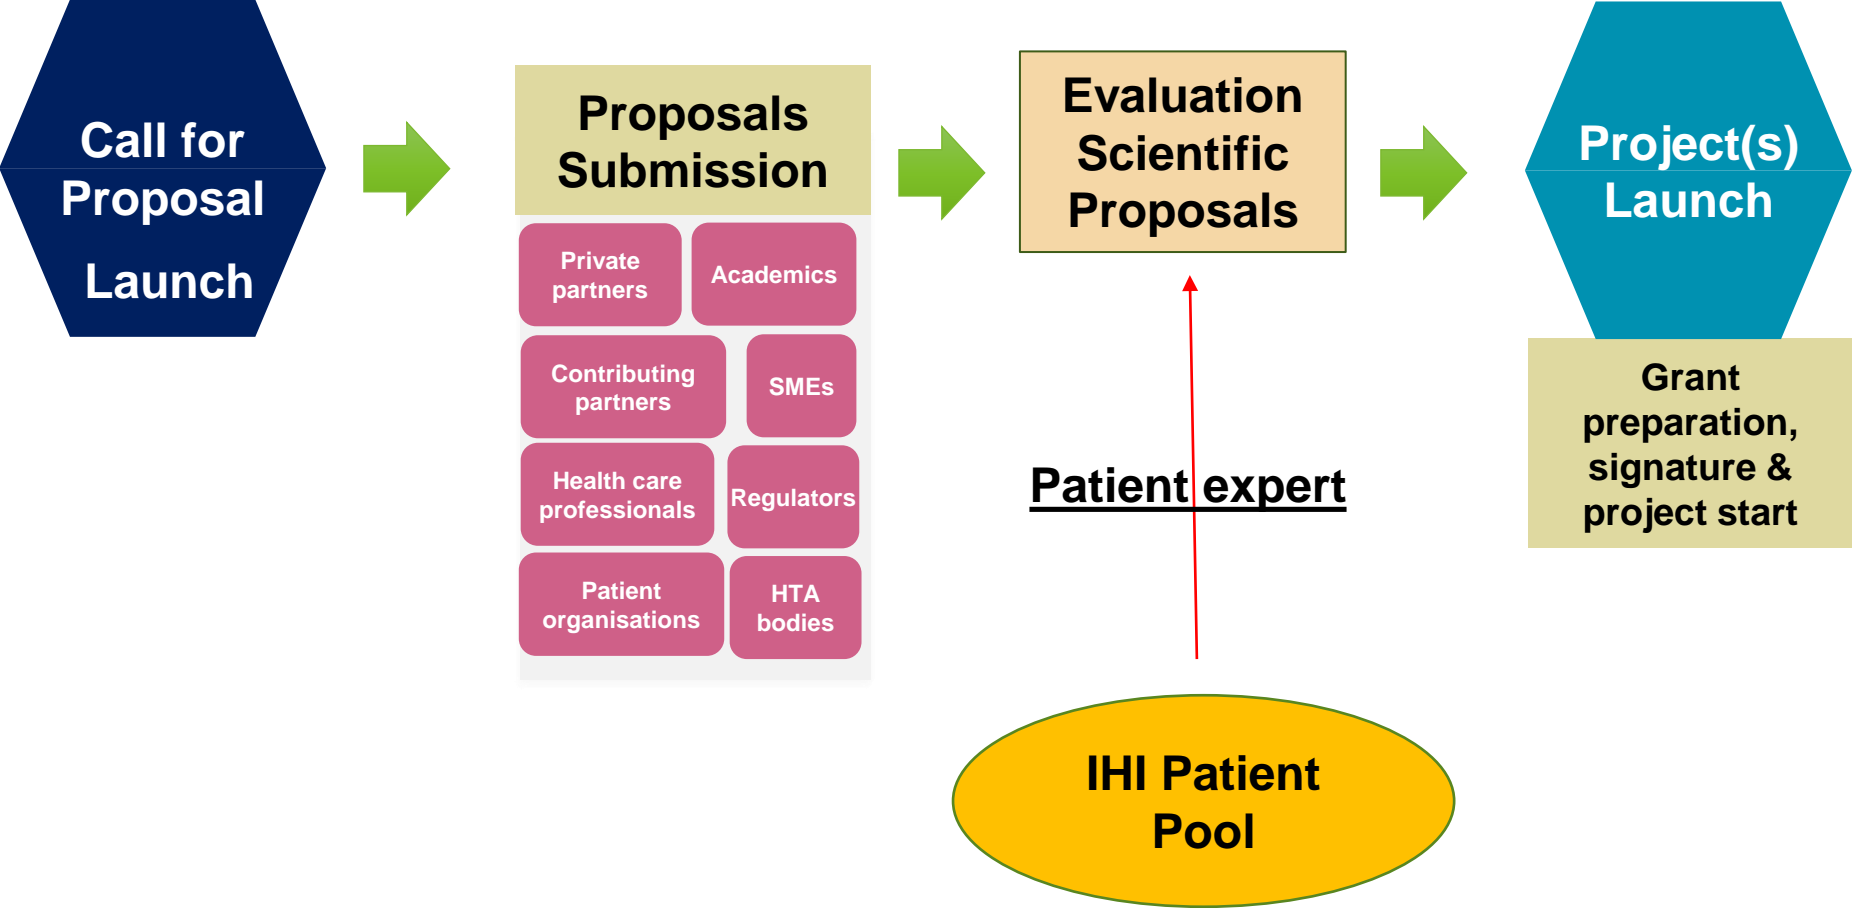 Call for
Proposal
Launch
Proposals
Submission
Private
partners
Academics
Contributing
partners
SMEs
Health care
professionals
Regulators
Patient
organisations
HTA
bodies
Evaluation
Scientific
Proposals
Patient expert
IHI Patient
Pool
Project(s)
Launch
Grant
preparation,
signature &
project start